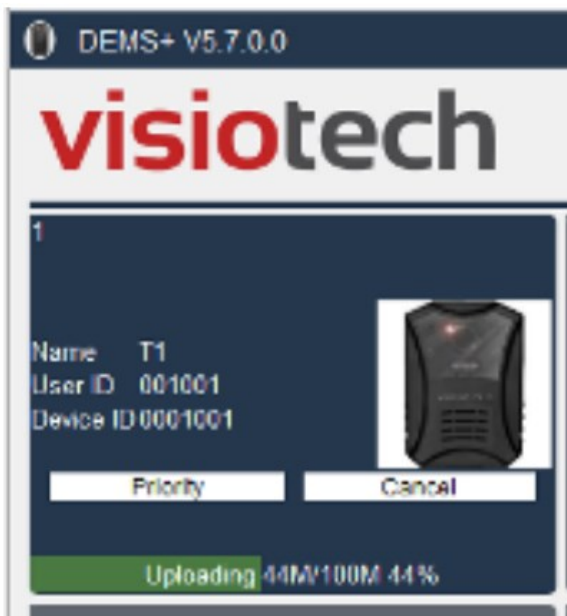 DEMS+ V5.7.0.0
visiotech
1
Name T1
User ID 001001
Device ID 0001001
Priority Cancel
Uploading 44M/100M 44%